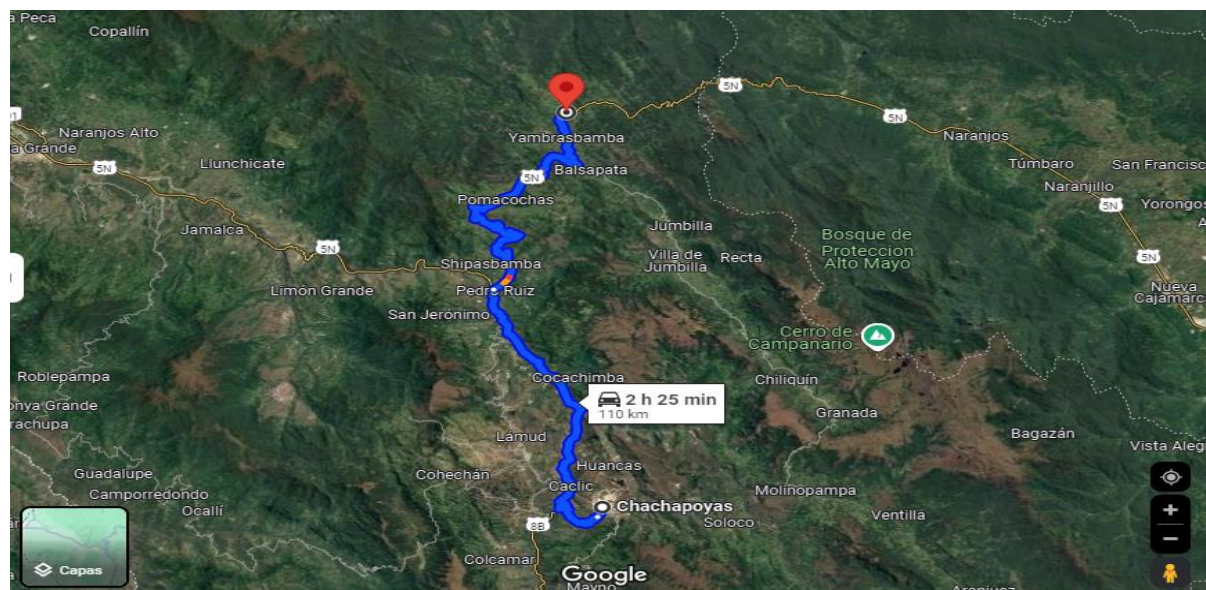 a Peca
Copallín
5N
Naranjos Alto
a Grande
5N
Llunchicate
Yambrasbamba
5N
Naranjos
Balsapata
5N
Túmbaro
San Francisc
Naranjillo
Pomacochas
5N
Yorongos
Jamalca
Jumbilla
Bosque de
Proteccion
Alto Mayo
5N
Villa de
Jumbilla
Recta
5N
Shipasbamba
Limón Grande
Pedro Ruiz
Nueva
Cajamarc
San Jerónimo
Cerro de
Campanario
Roblepampa
Cocachimba
Chiliquín
2 h 25 min
110 km
onya Grande
rachupa
Granada
Lámud
Bagazán
Vista Aleg
Guadalupe
Cohechán
Huancas
Camporredondo
Caclic
Molinopampa
Ocallí
Chachapoyas
Soloco
Ventilla
8B
Capas
Colcamar
Google
Mayno